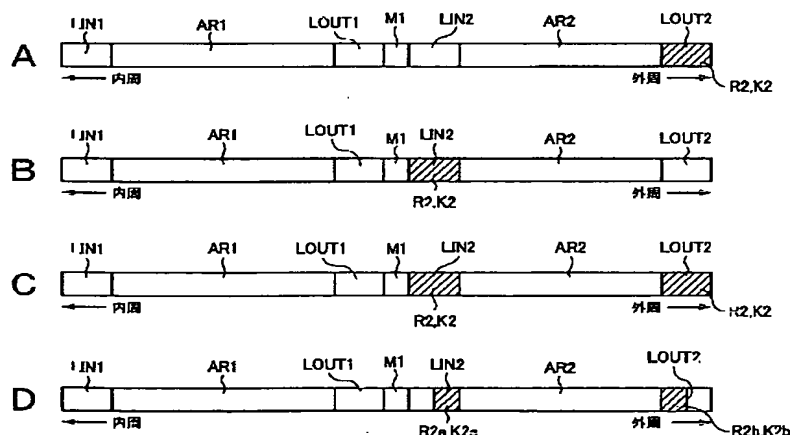 LIN1 AR1 LOUT1 M1 LIN2 AR2 LOUT2
A
内周 外周 R2,K2
LIN1 AR1 LOUT1 M1 LIN2 AR2 LOUT2
B
内周 R2,K2 外周
LIN1 AR1 LOUT1 M1 LIN2 AR2 LOUT2
C
内周 R2,K2 外周 R2,K2
LIN1 AR1 LOUT1 M1 LIN2 AR2 LOUT2
D
内周 R2a,K2a 外周 R2b,K2b